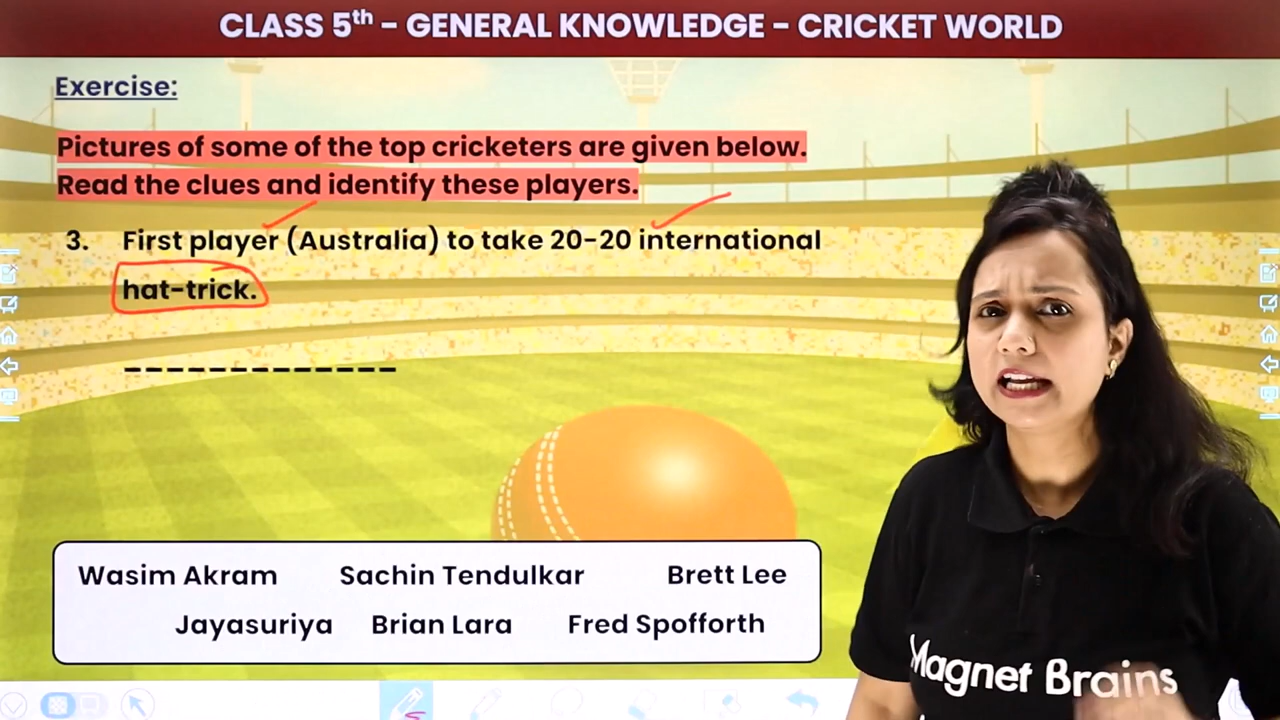 CLASS 5th – GENERAL KNOWLEDGE – CRICKET WORLD
Exercise:
Pictures of some of the top cricketers are given below.
Read the clues and identify these players.
3. First player (Australia) to take 20-20 international
hat-trick.
_____________
Wasim Akram Sachin Tendulkar Brett Lee
Jayasuriya Brian Lara Fred Spofforth
Magnet Brains